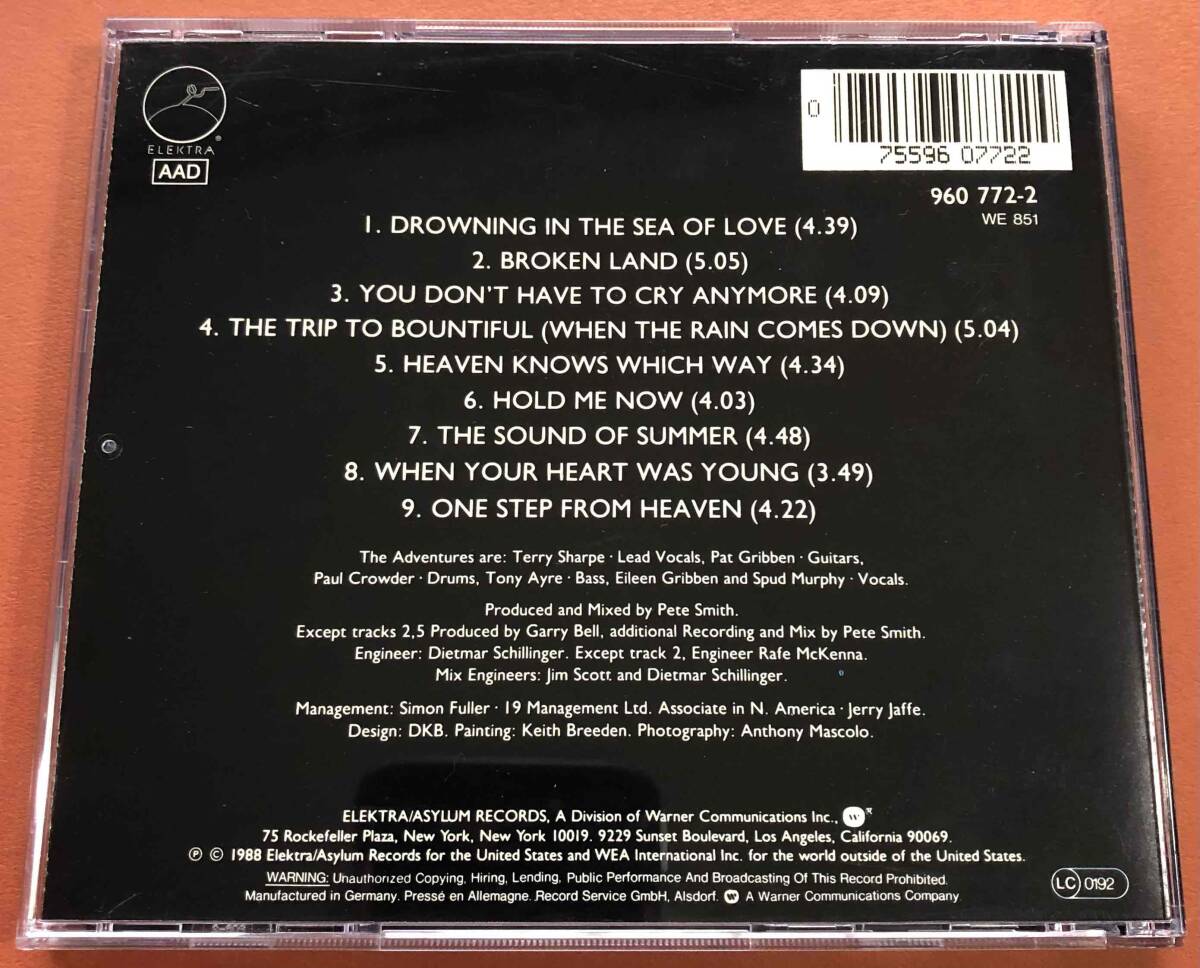 ELEKTRA
AAD
0
75596 07722
960 772-2
WE 851
1. DROWNING IN THE SEA OF LOVE (4.39)
2. BROKEN LAND (5.05)
3. YOU DON'T HAVE TO CRY ANYMORE (4.09)
4. THE TRIP TO BOUNTIFUL (WHEN THE RAIN COMES DOWN) (5.04)
5. HEAVEN KNOWS WHICH WAY (4.34)
6. HOLD ME NOW (4.03)
7. THE SOUND OF SUMMER (4.48)
8. WHEN YOUR HEART WAS YOUNG (3.49)
9. ONE STEP FROM HEAVEN (4.22)
The Adventures are: Terry Sharpe · Lead Vocals, Pat Gribben · Guitars,
Paul Crowder · Drums, Tony Ayre · Bass, Eileen Gribben and Spud Murphy · Vocals.
Produced and Mixed by Pete Smith.
Except tracks 2,5 Produced by Garry Bell, additional Recording and Mix by Pete Smith.
Engineer: Dietmar Schillinger. Except track 2, Engineer Rafe McKenna.
Mix Engineers: Jim Scott and Dietmar Schillinger.
Management: Simon Fuller · 19 Management Ltd. Associate in N. America · Jerry Jaffe.
Design: DKB. Painting: Keith Breeden. Photography: Anthony Mascolo.
ELEKTRA/ASYLUM RECORDS, A Division of Warner Communications Inc.,
75 Rockefeller Plaza, New York, New York 10019. 9229 Sunset Boulevard, Los Angeles, California 90069.
℗ © 1988 Elektra/Asylum Records for the United States and WEA International Inc. for the world outside of the United States.
WARNING: Unauthorized Copying, Hiring, Lending, Public Performance And Broadcasting Of This Record Prohibited.
Manufactured in Germany. Pressé en Allemagne. Record Service GmbH, Alsdorf. A Warner Communications Company
LC 0192